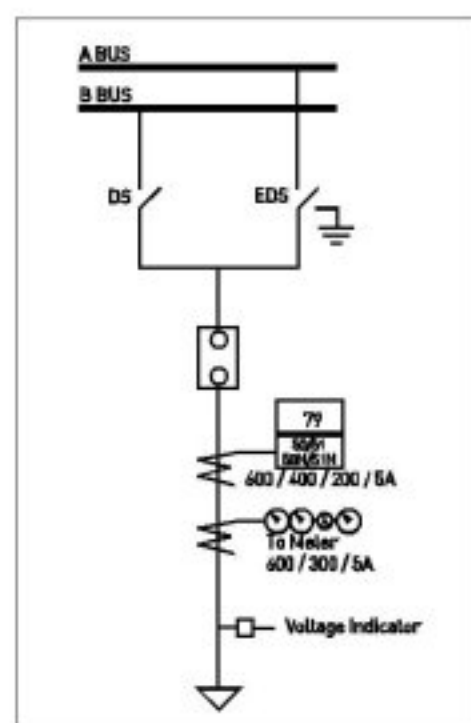 A BUS
B BUS
DS
EDS
79
50/51
50N/51N
600 / 400 / 200 / 5A
To Meter
600 / 300 / 5A
Voltage Indicator